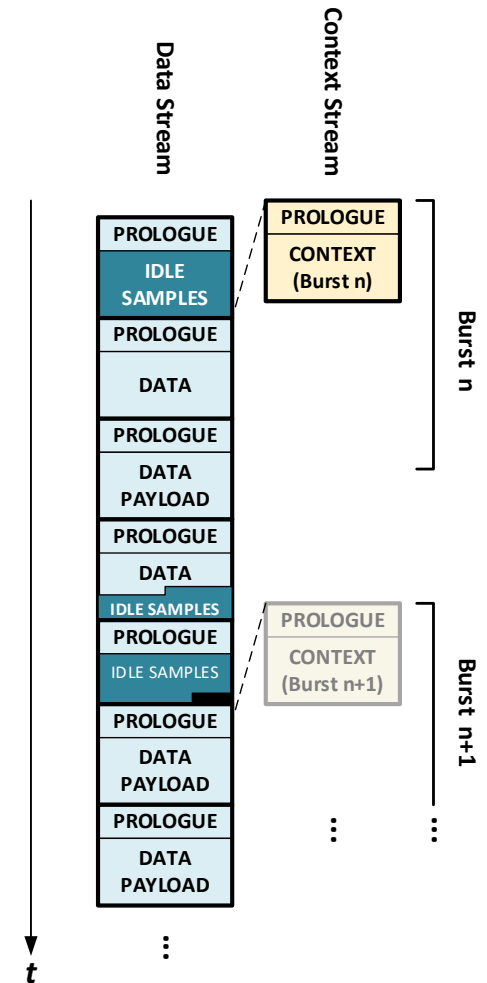 Data Stream
Context Stream
PROLOGUE
IDLE
SAMPLES
PROLOGUE
DATA
PROLOGUE
DATA
PAYLOAD
PROLOGUE
DATA
IDLE SAMPLES
PROLOGUE
IDLE SAMPLES
PROLOGUE
DATA
PAYLOAD
PROLOGUE
DATA
PAYLOAD
...
PROLOGUE
CONTEXT
(Burst n)
PROLOGUE
CONTEXT
(Burst n+1)
...
Burst n
Burst n+1
...
t